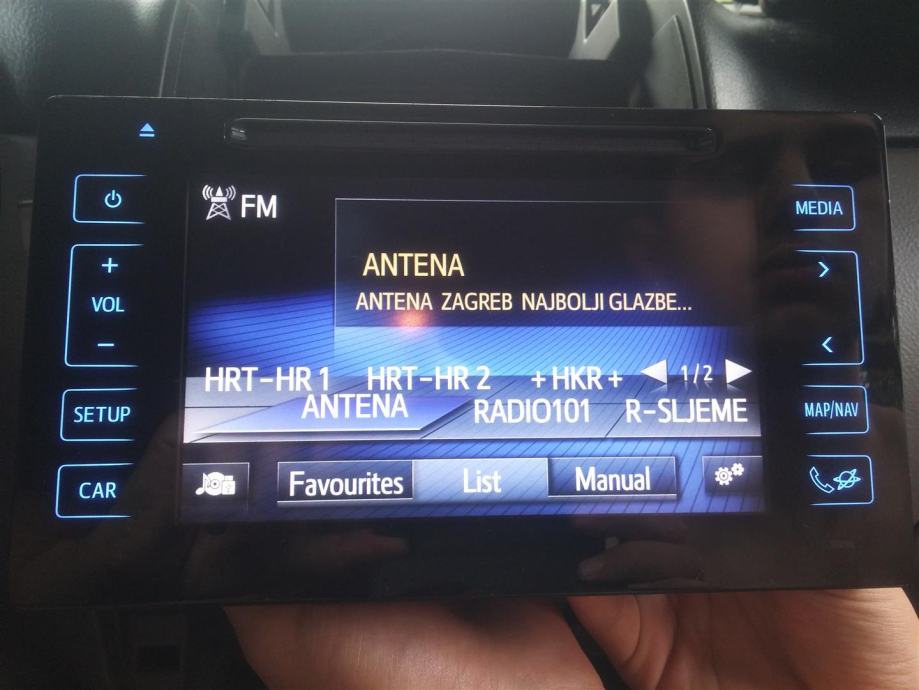 FM
ANTENA
ANTENA ZAGREB NAJBOLJI GLAZBE...
HRT-HR 1 HRT-HR 2 +HKR+ 1/2
ANTENA RADIO101 R-SLJEME
Favourites List Manual
+
VOL
−
SETUP
CAR
MEDIA
>
<
MAP/NAV